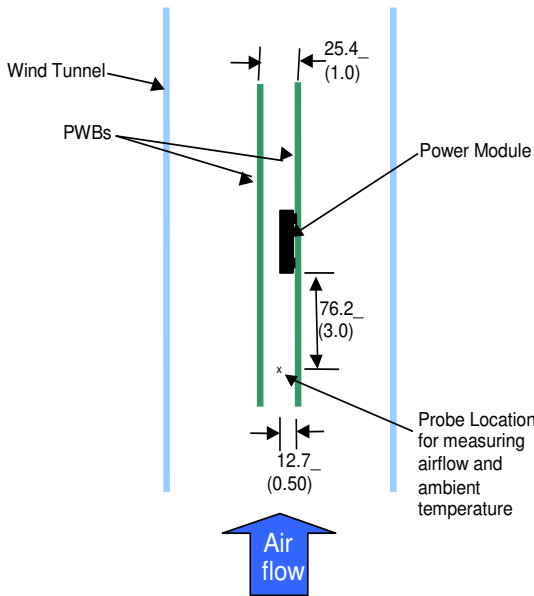 25.4_
(1.0)
Wind Tunnel
PWBs
Power Module
76.2_
(3.0)
x
Probe Location
for measuring
airflow and
ambient
temperature
12.7_
(0.50)
Air
flow